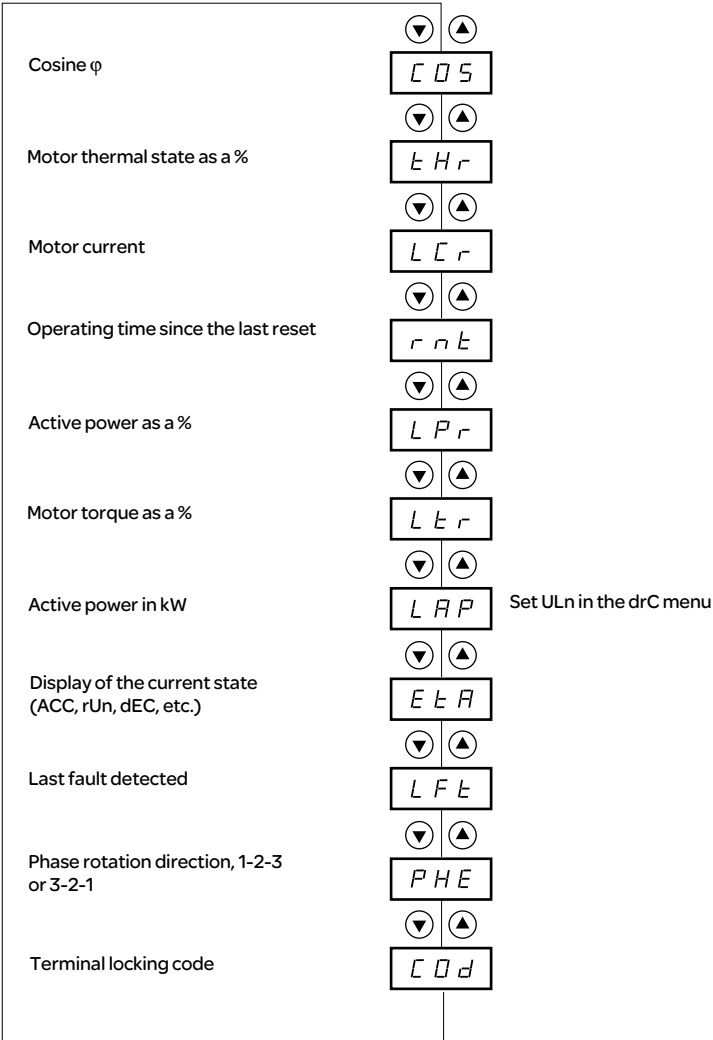 Cosine φ
COS
Motor thermal state as a %
tHr
Motor current
LCr
Operating time since the last reset
rnt
Active power as a %
LPr
Motor torque as a %
Ltr
Active power in kW
LAP
Set ULn in the drC menu
Display of the current state
(ACC, rUn, dEC, etc.)
EtA
Last fault detected
LFt
Phase rotation direction, 1-2-3
or 3-2-1
PHE
Terminal locking code
COd